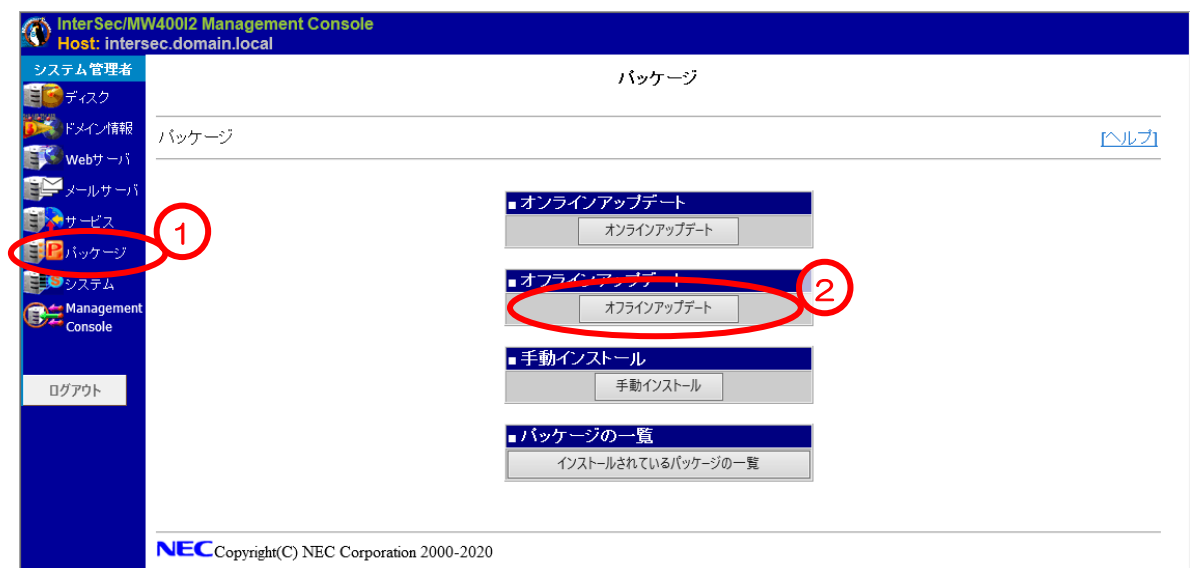 InterSec/MW400I2 Management Console
Host: intersec.domain.local
システム管理者
ディスク
ドメイン情報
Webサーバ
メールサーバ
サービス
パッケージ
システム
Management
Console
ログアウト
パッケージ
パッケージ
[ヘルプ]
1
■オンラインアップデート
オンラインアップデート
■オフラインアップデート
2
オフラインアップデート
■手動インストール
手動インストール
■パッケージの一覧
インストールされているパッケージの一覧
NEC Copyright(C) NEC Corporation 2000-2020